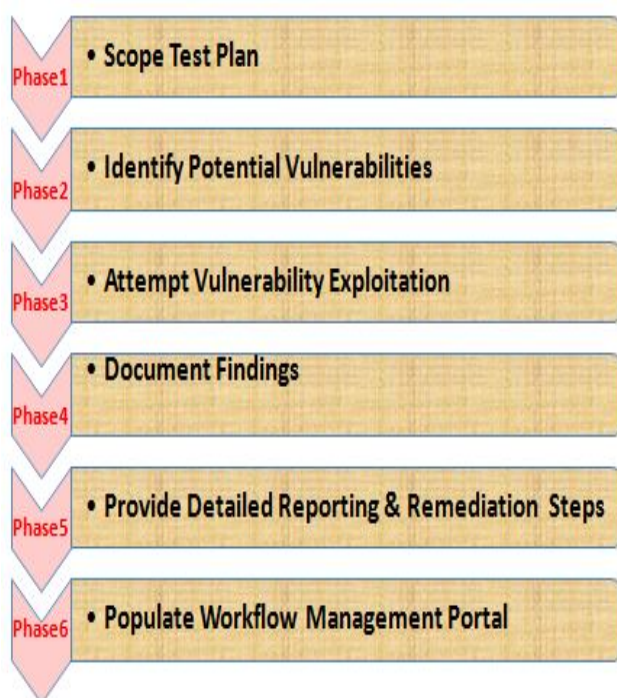 Phase1
• Scope Test Plan
Phase2
• Identify Potential Vulnerabilities
Phase3
• Attempt Vulnerability Exploitation
Phase4
• Document Findings
Phase5
• Provide Detailed Reporting & Remediation Steps
Phase6
• Populate Workflow Management Portal